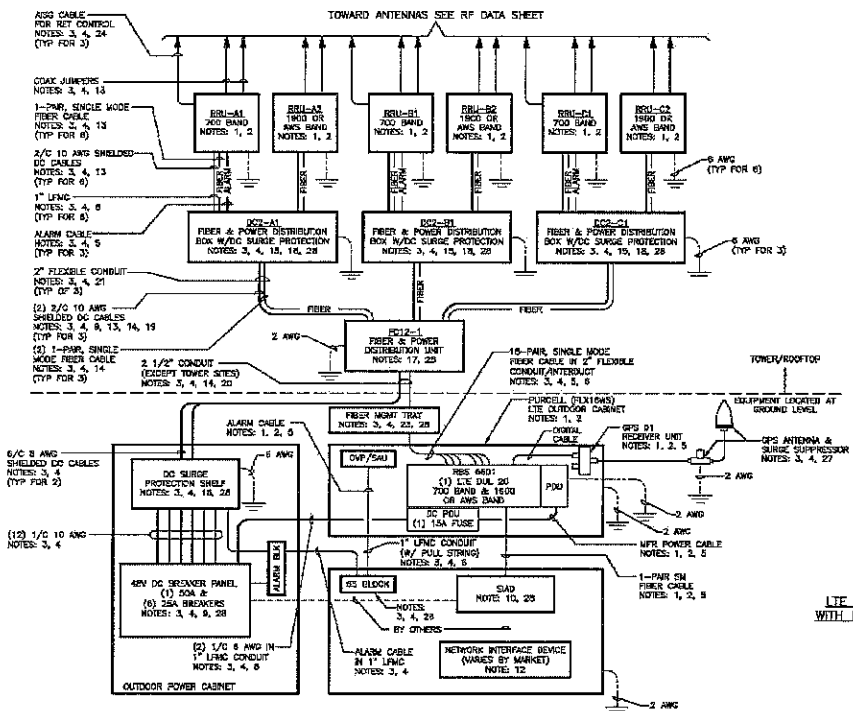 TOWARD ANTENNAS SEE RF DATA SHEET
AISG CABLE
FOR RET CONTROL
NOTES: 3, 4, 24
(TYP FOR 3)
COAX JUMPERS
NOTES: 3, 4, 13
1-PAIR, SINGLE MODE
FIBER CABLE
NOTES: 3, 4, 13
(TYP FOR 6)
2/C 10 AWG SHIELDED
DC CABLES
NOTES: 3, 4, 13
(TYP FOR 6)
1" LFMC
NOTES: 3, 4, 6
(TYP FOR 6)
ALARM CABLE
NOTES: 3, 4, 5
(TYP FOR 3)
2" FLEXIBLE CONDUIT
NOTES: 3, 4, 21
(TYP OF 3)
(2) 2/C 10 AWG
SHIELDED DC CABLES
NOTES: 3, 4, 9, 13, 14, 19
(TYP FOR 3)
(2) 1-PAIR, SINGLE
MODE FIBER CABLE
NOTES: 3, 4, 14
(TYP FOR 3)
RRU-A1
700 BAND
NOTES: 1, 2
RRU-A2
1900 OR
AWS BAND
NOTES: 1, 2
RRU-B1
700 BAND
NOTES: 1, 2
RRU-B2
1900 OR
AWS BAND
NOTES: 1, 2
RRU-C1
700 BAND
NOTES: 1, 2
RRU-C2
1900 OR
AWS BAND
NOTES: 1, 2
6 AWG
(TYP FOR 6)
FIBER
ALARM
FIBER
FIBER
ALARM
FIBER
FIBER
ALARM
FIBER
DC2-A1
FIBER & POWER DISTRIBUTION
BOX W/DC SURGE PROTECTION
NOTES: 3, 4, 15, 18, 28
DC2-B1
FIBER & POWER DISTRIBUTION
BOX W/DC SURGE PROTECTION
NOTES: 3, 4, 15, 18, 28
DC2-C1
FIBER & POWER DISTRIBUTION
BOX W/DC SURGE PROTECTION
NOTES: 3, 4, 15, 18, 28
6 AWG
(TYP FOR 3)
FIBER
FIBER
FIBER
2 AWG
FC12-1
FIBER & POWER
DISTRIBUTION UNIT
NOTES: 17, 25
2 1/2" CONDUIT
(EXCEPT TOWER SITES)
NOTES: 3, 4, 14, 20
16-PAIR, SINGLE MODE
FIBER CABLE IN 2" FLEXIBLE
CONDUIT/INTERDUCT
NOTES: 3, 4, 5, 6
TOWER/ROOFTOP
EQUIPMENT LOCATED AT
GROUND LEVEL
FIBER MGMT TRAY
NOTES: 3, 4, 23, 28
PURCELL (FLX16WS)
LTE OUTDOOR CABINET
NOTES: 1, 2
ALARM CABLE
NOTES: 1, 2, 5
DIGITAL
CABLE
GPS 01
RECEIVER UNIT
NOTES: 1, 2, 5
GPS ANTENNA &
SURGE SUPPRESSOR
NOTES: 3, 4, 27
2 AWG
6/C 8 AWG
SHIELDED DC CABLES
NOTES: 3, 4
(TYP FOR 2)
DC SURGE
PROTECTION SHELF
NOTES: 3, 4, 18, 28
6 AWG
OVP/SAU
RBS 6601
(1) LTE DUL 20
700 BAND & 1900
OR AWS BAND
PDU
DC PDU
(1) 15A FUSE
2 AWG
2 AWG
(12) 1/C 10 AWG
NOTES: 3, 4
48V DC BREAKER PANEL
(1) 50A &
(6) 25A BREAKERS
NOTES: 3, 4, 9, 28
ALARM BLK
1" LFMC CONDUIT
(W/ PULL STRING)
NOTES: 3, 4, 6
MFR POWER CABLE
NOTES: 1, 2, 5
1-PAIR SM
FIBER CABLE
NOTES: 1, 2, 5
66 BLOCK
SIAD
NOTE: 10, 28
NOTES:
3, 4, 28
BY OTHERS
(2) 1/C 6 AWG IN
1" LFMC CONDUIT
NOTES: 3, 4, 6
ALARM CABLE
IN 1" LFMC
NOTES: 3, 4
NETWORK INTERFACE DEVICE
(VARIES BY MARKET)
NOTE: 12
OUTDOOR POWER CABINET
2 AWG
LTE
WITH